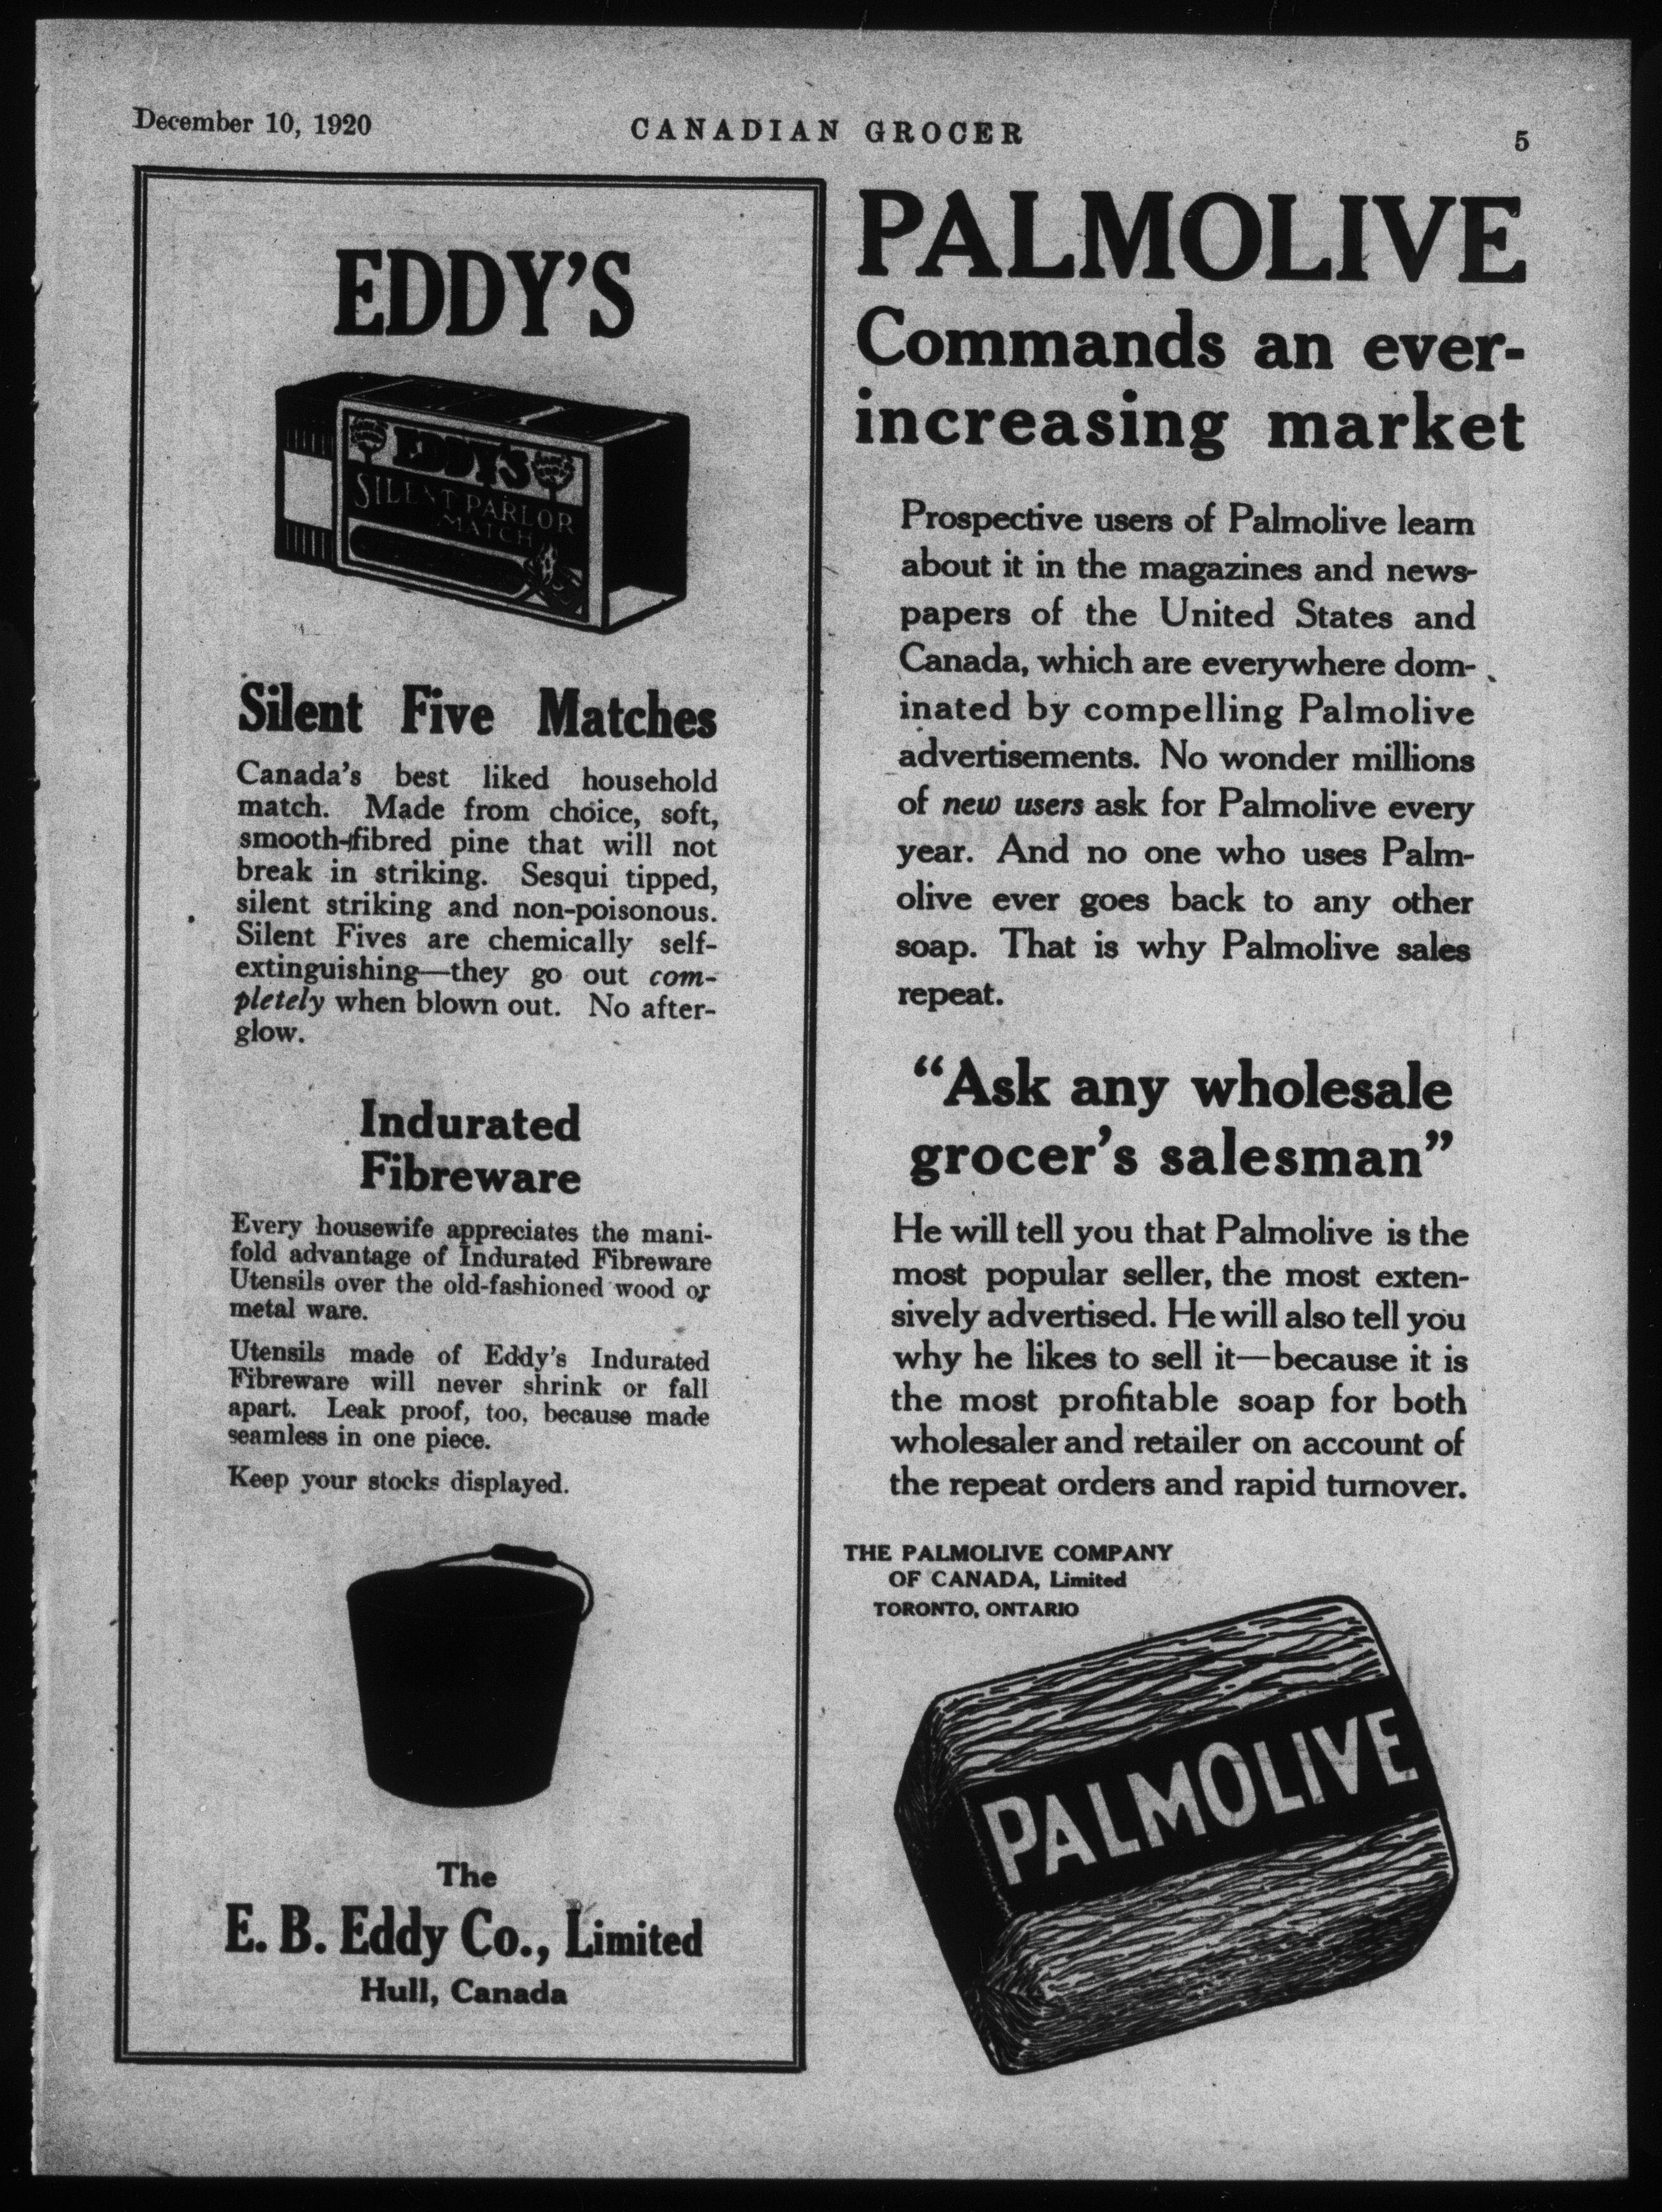 December 10, 1920
CANADIAN GROCER
5
EDDY'S
EDDY'S
SILENT PARLOR
MATCH
Silent Five Matches
Canada's best liked household
match. Made from choice, soft,
smooth-fibred pine that will not
break in striking. Sesqui tipped,
silent striking and non-poisonous.
Silent Fives are chemically self-
extinguishing—they go out com-
pletely when blown out. No after-
glow.
Indurated
Fibreware
Every housewife appreciates the mani-
fold advantage of Indurated Fibreware
Utensils over the old-fashioned wood or
metal ware.
Utensils made of Eddy's Indurated
Fibreware will never shrink or fall
apart. Leak proof, too, because made
seamless in one piece.
Keep your stocks displayed.
The
E. B. Eddy Co., Limited
Hull, Canada
PALMOLIVE
Commands an ever-
increasing market
Prospective users of Palmolive learn
about it in the magazines and news-
papers of the United States and
Canada, which are everywhere dom-
inated by compelling Palmolive
advertisements. No wonder millions
of new users ask for Palmolive every
year. And no one who uses Palm-
olive ever goes back to any other
soap. That is why Palmolive sales
repeat.
“Ask any wholesale
grocer's salesman”
He will tell you that Palmolive is the
most popular seller, the most exten-
sively advertised. He will also tell you
why he likes to sell it—because it is
the most profitable soap for both
wholesaler and retailer on account of
the repeat orders and rapid turnover.
THE PALMOLIVE COMPANY
OF CANADA, Limited
TORONTO, ONTARIO
PALMOLIVE